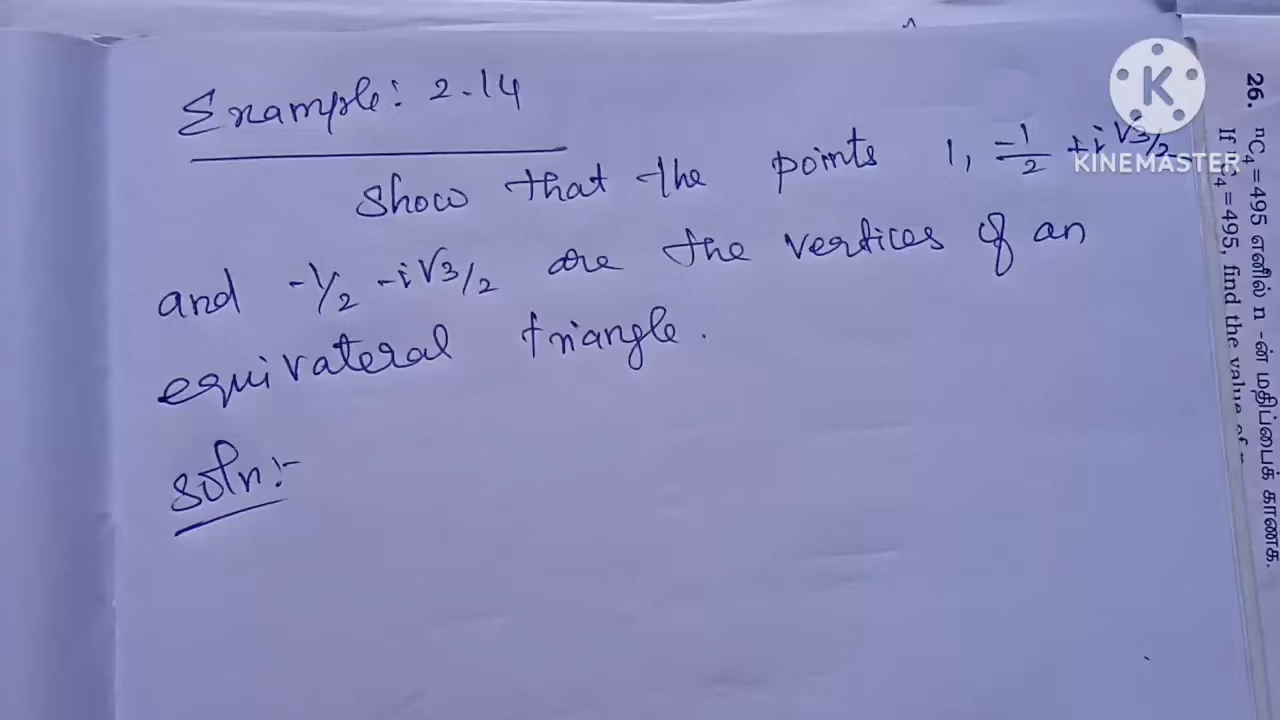 Example: 2.14
Show that the points 1, -1/2 + i √3/2
and -1/2 - i √3/2 are the vertices of an
equivateral triangle.
Soln:-
K
KINEMASTER
26. nC₄ = 495 எனில் n -ன் மதிப்பைக் காண்க.
If C₄ = 495, find the value of